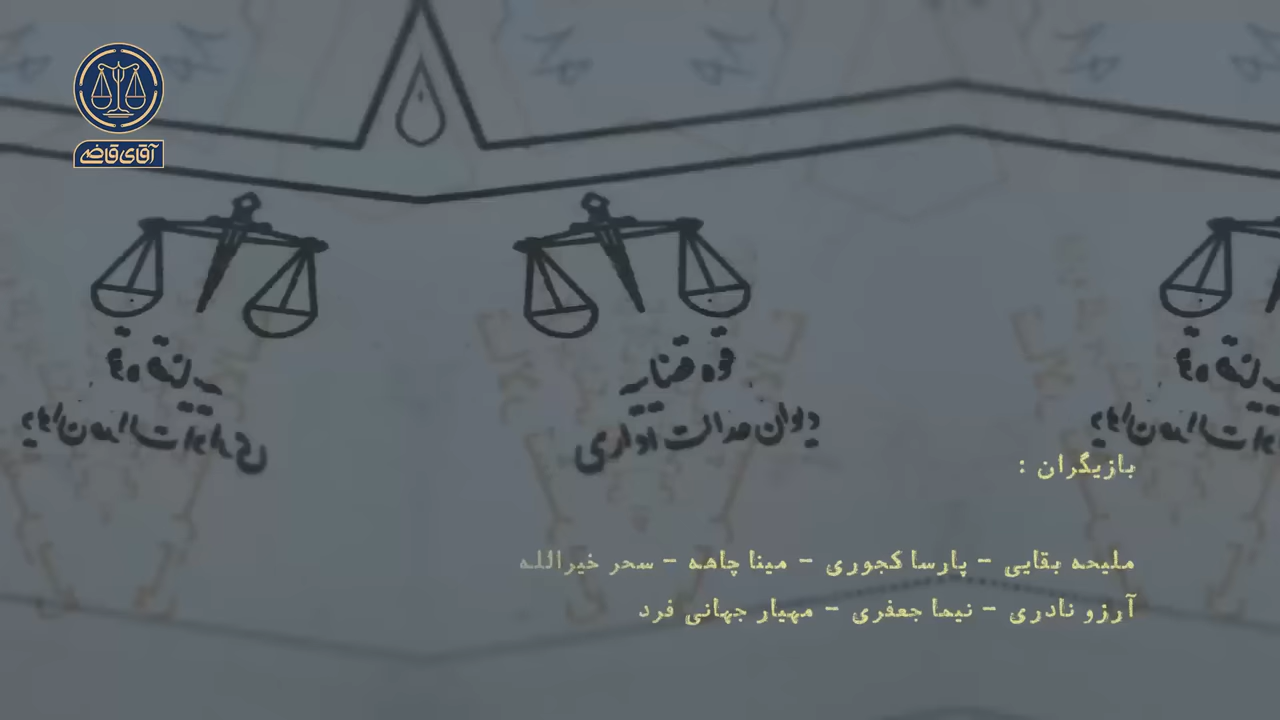 آقای قاضی
قوه قضاییه
دیوان عدالت اداری
بازیگران :
ملیحه بقایی - پارسا کجوری - مینا چاهه - سحر خیرالله
آرزو نادری - نیما جعفری - مهیار جهانی فرد